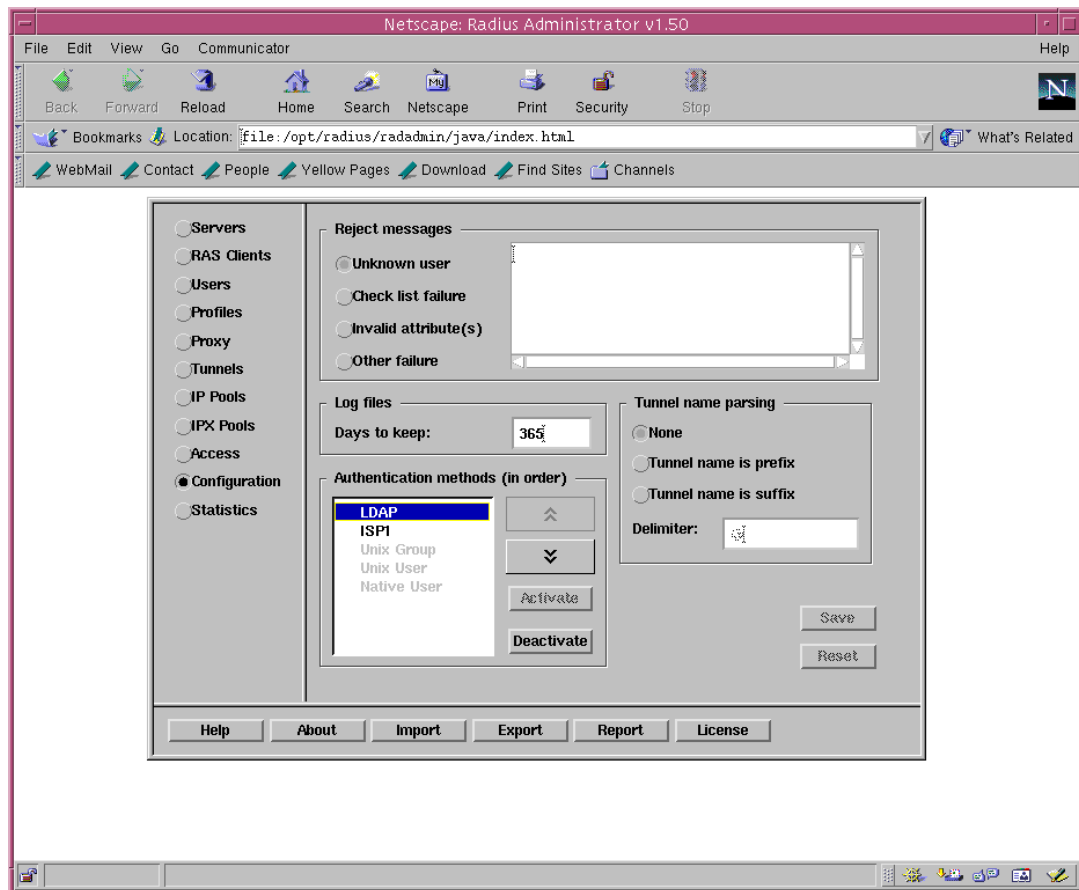 Netscape: Radius Administrator v1.50
File Edit View Go Communicator Help
Back Forward Reload Home Search Netscape Print Security Stop
My
N
Bookmarks Location: file:/opt/radius/radadmin/java/index.html What's Related
WebMail Contact People Yellow Pages Download Find Sites Channels
Servers
RAS Clients
Users
Profiles
Proxy
Tunnels
IP Pools
IPX Pools
Access
Configuration
Statistics
Reject messages
Unknown user
Check list failure
Invalid attribute(s)
Other failure
Log files
Days to keep: 365
Authentication methods (in order)
LDAP
ISP1
Unix Group
Unix User
Native User
Activate
Deactivate
Tunnel name parsing
None
Tunnel name is prefix
Tunnel name is suffix
Delimiter: @
Save
Reset
Help About Import Export Report License